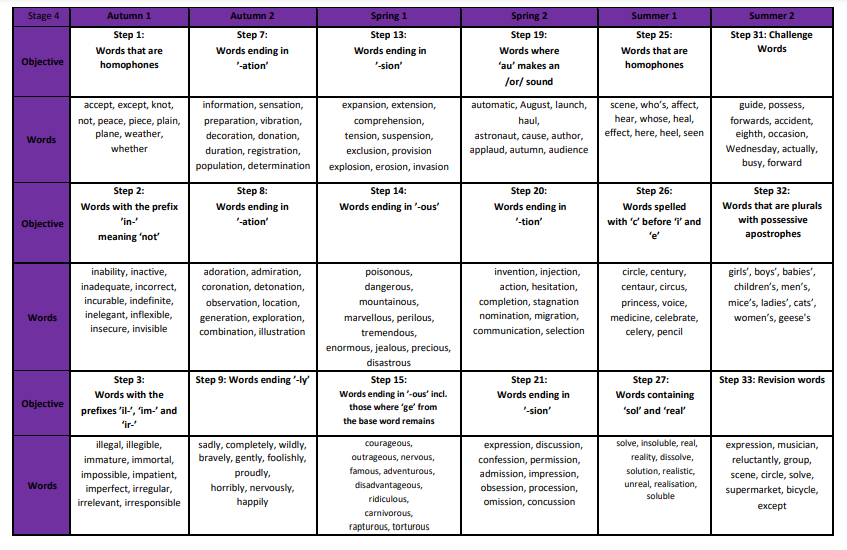 Stage 4
Autumn 1
Autumn 2
Spring 1
Spring 2
Summer 1
Summer 2
Objective
Step 1:
Words that are
homophones
Step 7:
Words ending in
’-ation’
Step 13:
Words ending in
’-sion’
Step 19:
Words where
‘au’ makes an
/or/ sound
Step 25:
Words that are
homophones
Step 31: Challenge
Words
Words
accept, except, knot,
not, peace, piece, plain,
plane, weather,
whether
information, sensation,
preparation, vibration,
decoration, donation,
duration, registration,
population, determination
expansion, extension,
comprehension,
tension, suspension,
exclusion, provision
explosion, erosion, invasion
automatic, August, launch,
haul,
astronaut, cause, author,
applaud, autumn, audience
scene, who’s, affect,
hear, whose, heal,
effect, here, heel, seen
guide, possess,
forwards, accident,
eighth, occasion,
Wednesday, actually,
busy, forward
Objective
Step 2:
Words with the prefix
’in-’
meaning ‘not’
Step 8:
Words ending in
’-ation’
Step 14:
Words ending in ’-ous’
Step 20:
Words ending in
’-tion’
Step 26:
Words spelled
with ‘c’ before ‘i’ and
‘e’
Step 32:
Words that are plurals
with possessive
apostrophes
Words
inability, inactive,
inadequate, incorrect,
incurable, indefinite,
inelegant, inflexible,
insecure, invisible
adoration, admiration,
coronation, detonation,
observation, location,
generation, exploration,
combination, illustration
poisonous,
dangerous,
mountainous,
marvellous, perilous,
tremendous,
enormous, jealous, precious,
disastrous
invention, injection,
action, hesitation,
completion, stagnation
nomination, migration,
communication, selection
circle, century,
centaur, circus,
princess, voice,
medicine, celebrate,
celery, pencil
girls’, boys’, babies’,
children’s, men’s,
mice’s, ladies’, cats’,
women’s, geese’s
Objective
Step 3:
Words with the
prefixes ’il-’, ‘im-’ and
‘ir-’
Step 9: Words ending ’-ly’
Step 15:
Words ending in ’-ous’ incl.
those where ‘ge’ from
the base word remains
Step 21:
Words ending in
’-sion’
Step 27:
Words containing
‘sol’ and ‘real’
Step 33: Revision words
Words
illegal, illegible,
immature, immortal,
impossible, impatient,
imperfect, irregular,
irrelevant, irresponsible
sadly, completely, wildly,
bravely, gently, foolishly,
proudly,
horribly, nervously,
happily
courageous,
outrageous, nervous,
famous, adventurous,
disadvantageous,
ridiculous,
carnivorous,
rapturous, torturous
expression, discussion,
confession, permission,
admission, impression,
obsession, procession,
omission, concussion
solve, insoluble, real,
reality, dissolve,
solution, realistic,
unreal, realisation,
soluble
expression, musician,
reluctantly, group,
scene, circle, solve,
supermarket, bicycle,
except